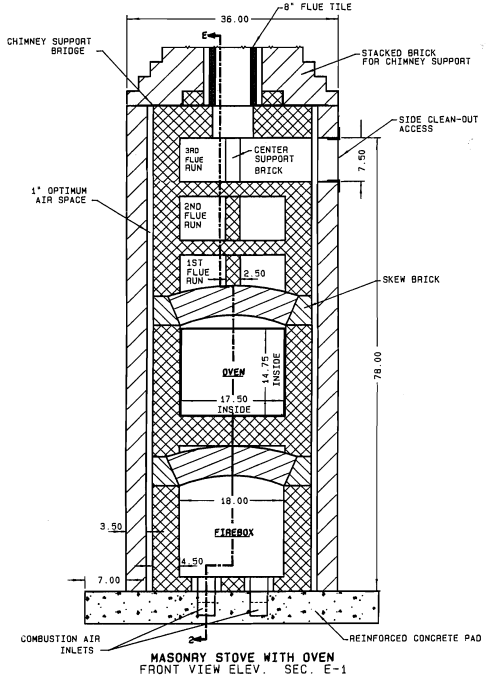 36.00
8" FLUE TILE
E
CHIMNEY SUPPORT
BRIDGE
STACKED BRICK
FOR CHIMNEY SUPPORT
SIDE CLEAN-OUT
ACCESS
3RD
FLUE
RUN
CENTER
SUPPORT
BRICK
7.50
1" OPTIMUM
AIR SPACE
2ND
FLUE
RUN
1ST
FLUE
RUN
2.50
SKEW BRICK
OVEN
14.75
INSIDE
17.50
INSIDE
78.00
18.00
FIREBOX
3.50
4.50
7.00
COMBUSTION AIR
INLETS
2
REINFORCED CONCRETE PAD
MASONRY STOVE WITH OVEN
FRONT VIEW ELEV. SEC. E-1